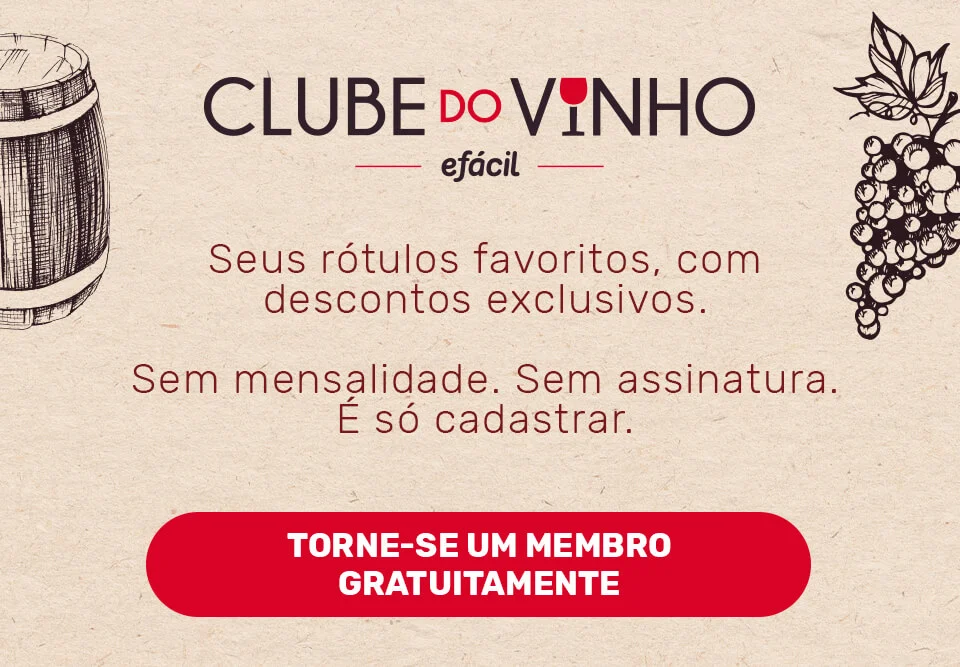 CLUBE DO VINHO
efácil
Seus rótulos favoritos, com
descontos exclusivos.
Sem mensalidade. Sem assinatura.
É só cadastrar.
TORNE-SE UM MEMBRO
GRATUITAMENTE